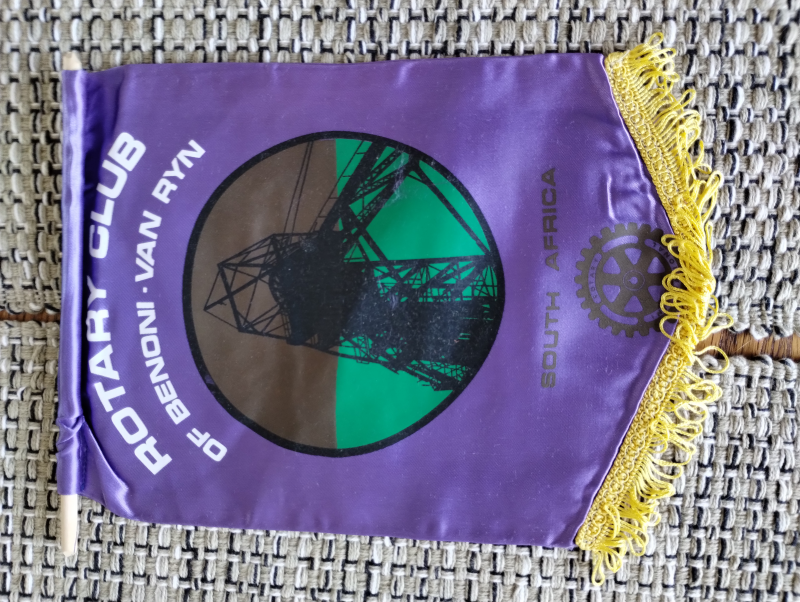 ROTARY CLUB
OF BENONI · VAN RYN
SOUTH AFRICA